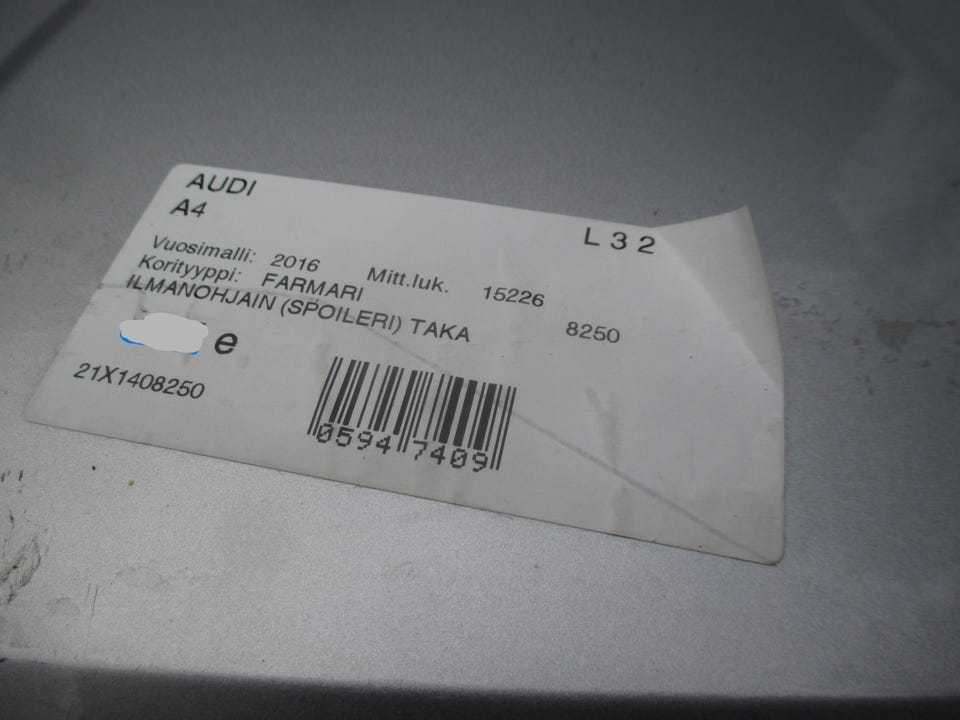 AUDI
A4
L 3 2
Vuosimalli: 2016 Mitt.luk. 15226
Korityyppi: FARMARI
ILMANOHJAIN (SPOILERI) TAKA 8250
e
21X1408250
0594 7409